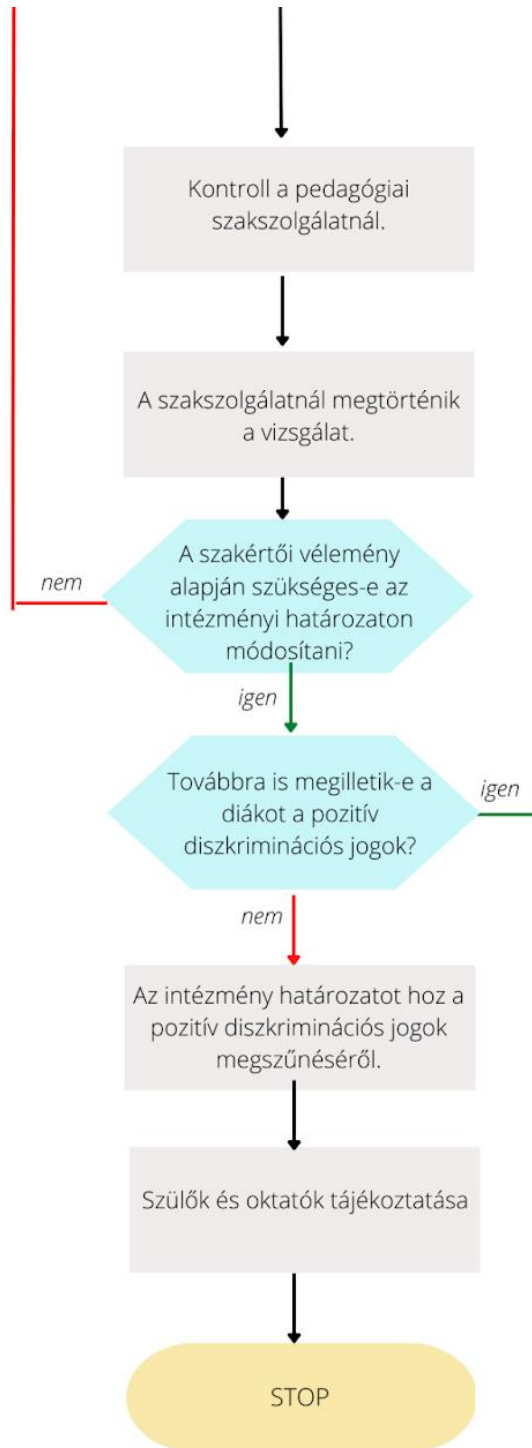 Kontroll a pedagógiai
szakszolgálatnál.
A szakszolgálatnál megtörténik
a vizsgálat.
A szakértői vélemény
alapján szükséges-e az
intézményi határozaton
módosítani?
nem
igen
Továbbra is megilletik-e a
diákot a pozitív
diszkriminációs jogok?
igen
nem
Az intézmény határozatot hoz a
pozitív diszkriminációs jogok
megszűnéséről.
Szülők és oktatók tájékoztatása
STOP